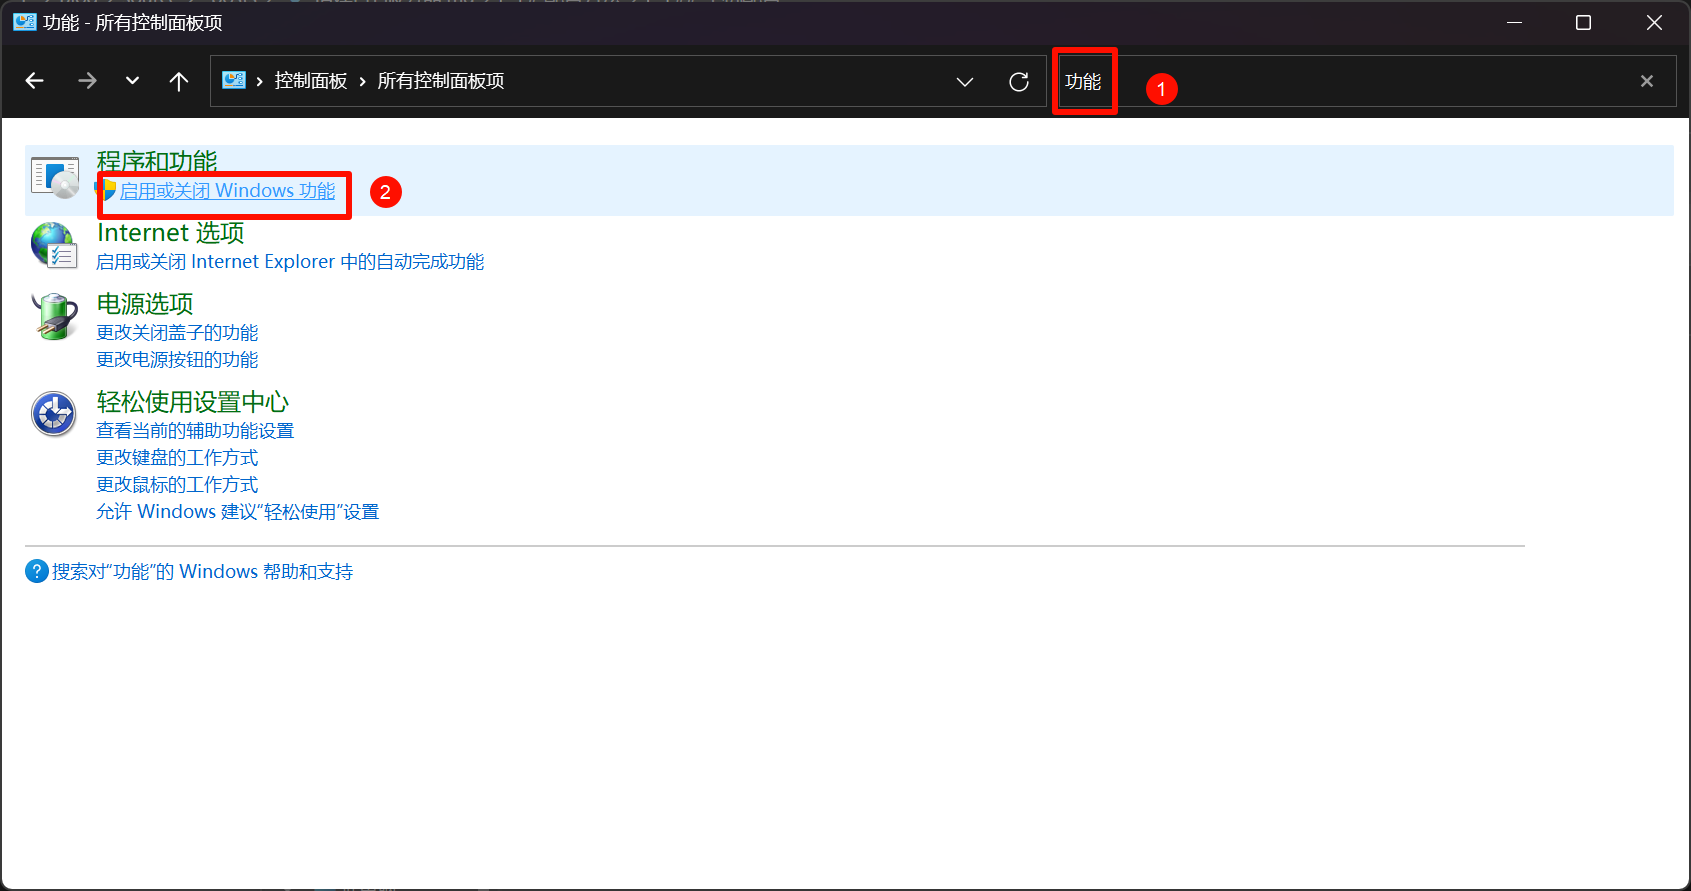 功能 - 所有控制面板项
控制面板 › 所有控制面板项
功能
1
程序和功能
启用或关闭 Windows 功能
2
Internet 选项
启用或关闭 Internet Explorer 中的自动完成功能
电源选项
更改关闭盖子的功能
更改电源按钮的功能
轻松使用设置中心
查看当前的辅助功能设置
更改键盘的工作方式
更改鼠标的工作方式
允许 Windows 建议“轻松使用”设置
搜索对“功能”的 Windows 帮助和支持